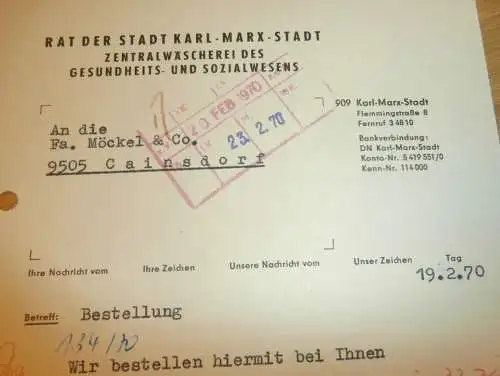 RAT DER STADT KARL-MARX-STADT
ZENTRALWÄSCHEREI DES
GESUNDHEITS- UND SOZIALWESENS
20. FEB 1970
23. 2. 70
An die
Fa. Möckel & Co.
9505 Cainsdorf
909 Karl-Marx-Stadt
Flemmingstraße 8
Fernruf 3 48 10
Bankverbindung:
DN Karl-Marx-Stadt
Konto-Nr. 5 419 551/0
Kenn-Nr. 114 000
Ihre Nachricht vom Ihre Zeichen Unsere Nachricht vom Unser Zeichen Tag
19.2.70
Betreff: Bestellung
134/70
Wir bestellen hiermit bei Ihnen